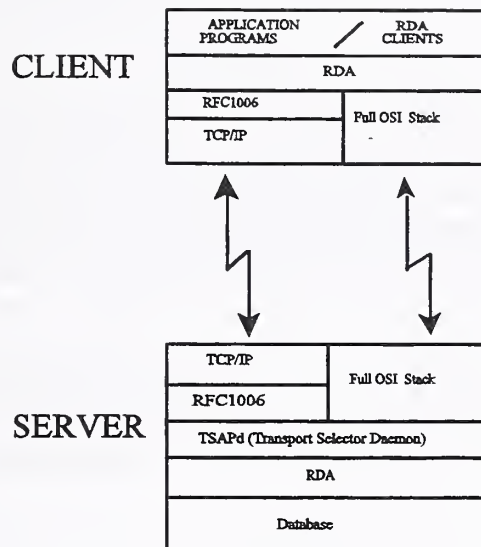 APPLICATION PROGRAMS / RDA CLIENTS
CLIENT
RDA
RFC1006
Full OSI Stack
TCP/IP
TCP/IP
Full OSI Stack
RFC1006
SERVER
TSAPd (Transport Selector Daemon)
RDA
Database